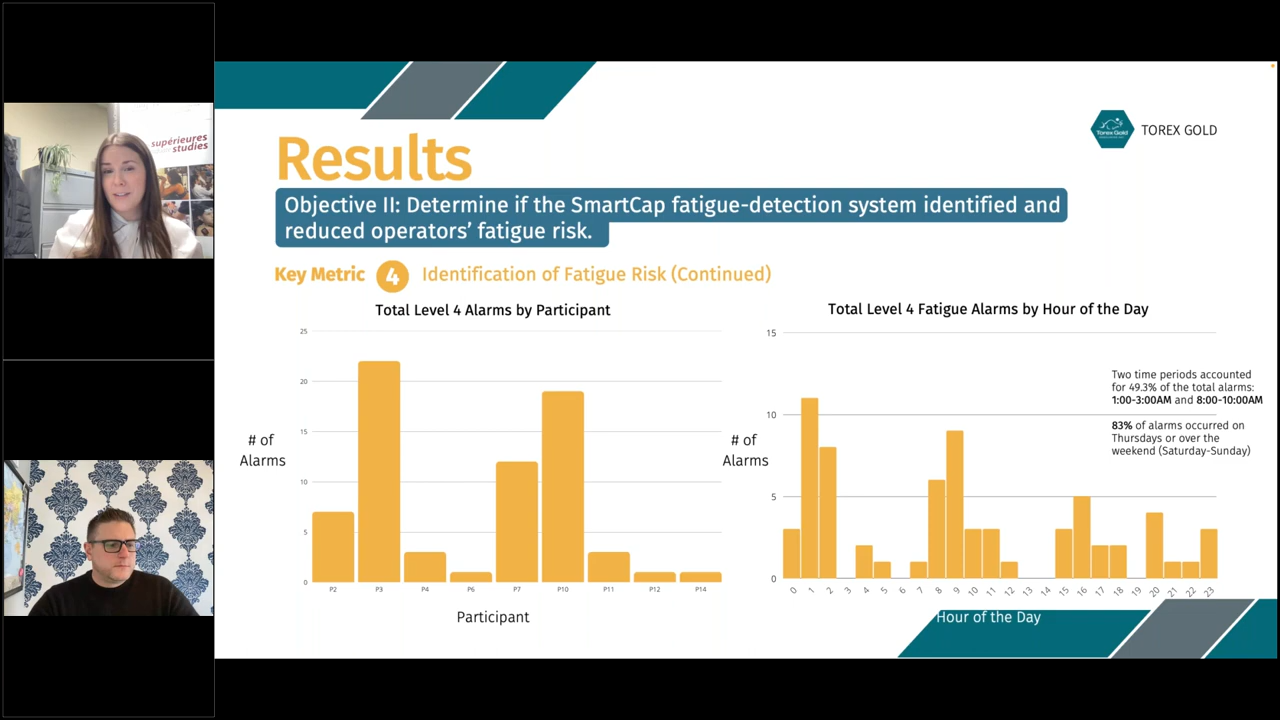 supérieures
studies
Torex Gold
TOREX GOLD
Results
Objective II: Determine if the SmartCap fatigue-detection system identified and
reduced operators’ fatigue risk.
Key Metric 4 Identification of Fatigue Risk (Continued)
Total Level 4 Alarms by Participant
# of
Alarms
25
20
15
10
5
0
P2 P3 P4 P6 P7 P10 P11 P12 P14
Participant
Total Level 4 Fatigue Alarms by Hour of the Day
# of
Alarms
15
10
5
0
0 1 2 3 4 5 6 7 8 9 10 11 12 13 14 15 16 17 18 19 20 21 22 23
Hour of the Day
Two time periods accounted
for 49.3% of the total alarms:
1:00-3:00AM and 8:00-10:00AM
83% of alarms occurred on
Thursdays or over the
weekend (Saturday-Sunday)